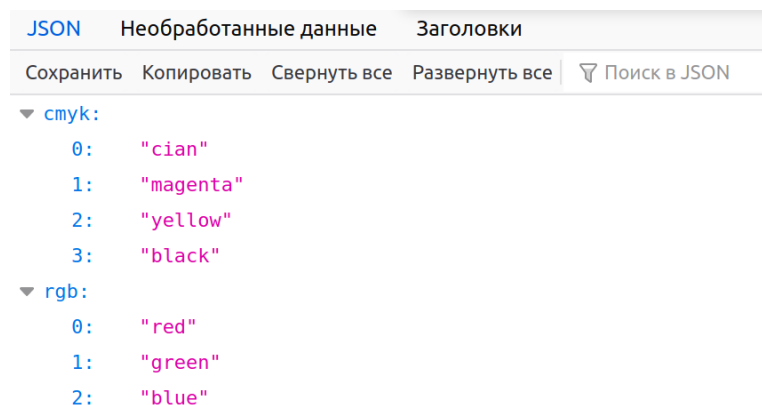 JSON Необработанные данные Заголовки
Сохранить Копировать Свернуть все Развернуть все Поиск в JSON
cmyk:
0: "cian"
1: "magenta"
2: "yellow"
3: "black"
rgb:
0: "red"
1: "green"
2: "blue"